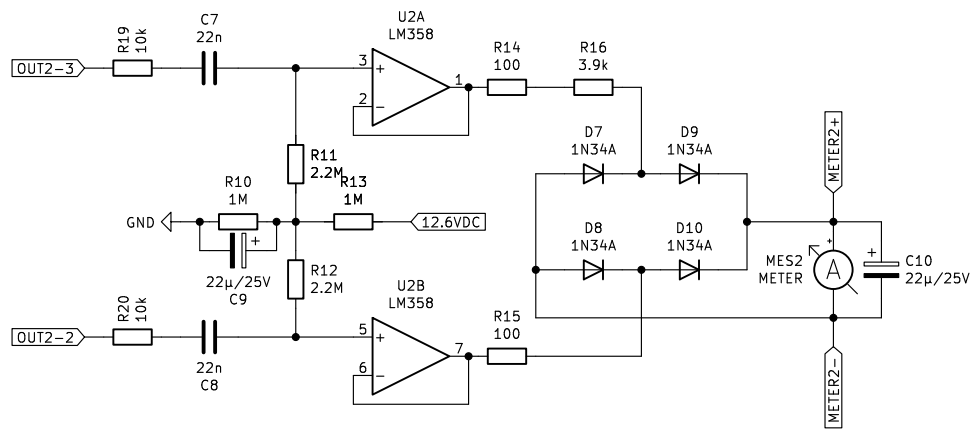 C7
22n
R19
10k
OUT2-3
U2A
LM358
3
+
2
−
1
R14
100
R16
3.9k
D7
1N34A
D9
1N34A
METER2+
R11
2.2M
R13
1M
R10
1M
GND
12.6VDC
+
22µ/25V
C9
R12
2.2M
D8
1N34A
D10
1N34A
MES2
METER
+
A
+
C10
22µ/25V
R20
10k
OUT2-2
22n
C8
U2B
LM358
5
+
6
−
7
R15
100
METER2-